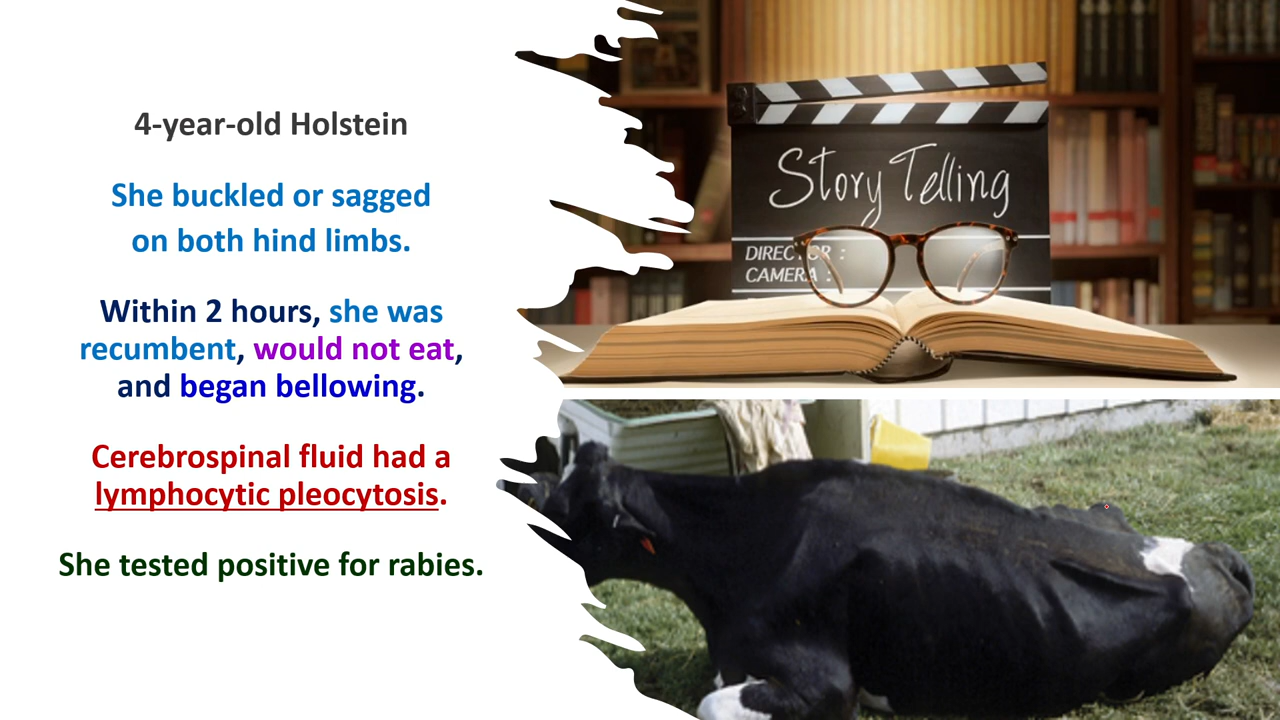 4-year-old Holstein
She buckled or sagged
on both hind limbs.
Within 2 hours, she was
recumbent, would not eat,
and began bellowing.
Cerebrospinal fluid had a
lymphocytic pleocytosis.
She tested positive for rabies.
Story Telling
DIRECTOR :
CAMERA :